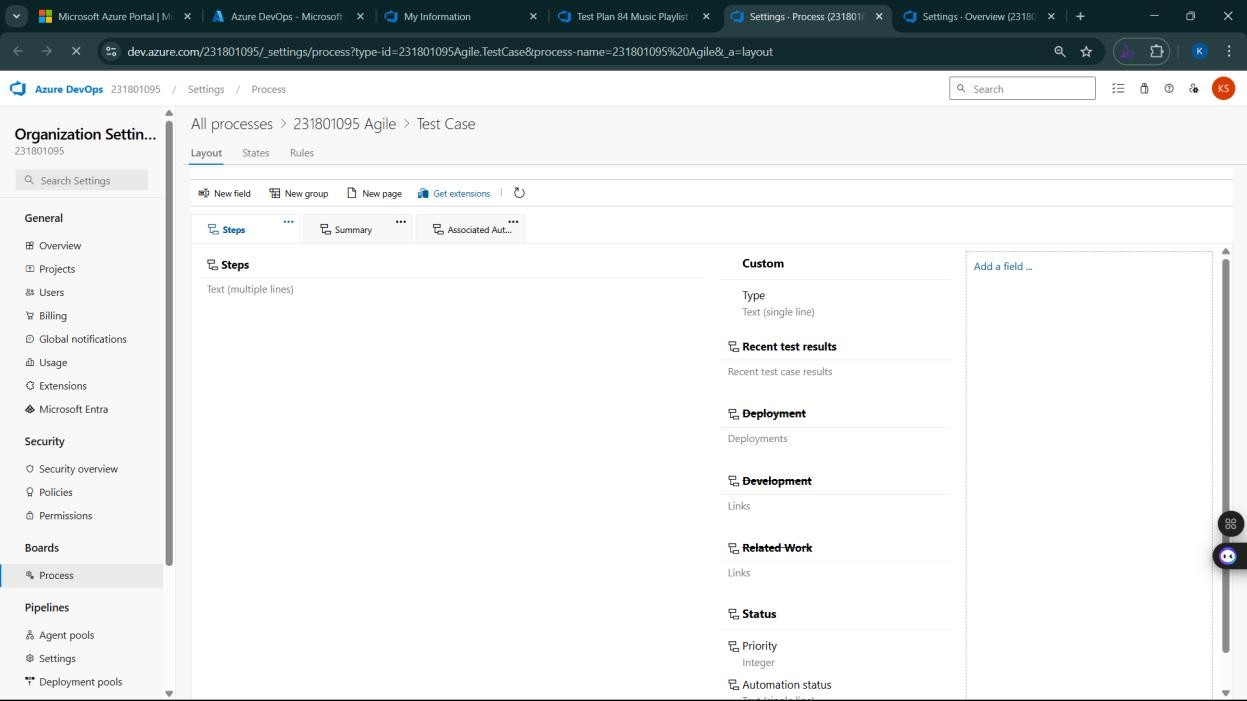 Microsoft Azure Portal | Mi
Azure DevOps - Microsoft
My Information
Test Plan 84 Music Playlist
Settings · Process (2318010
Settings · Overview (23180
dev.azure.com/231801095/_settings/process?type-id=231801095Agile.TestCase&process-name=231801095%20Agile&_a=layout
K
Azure DevOps 231801095 / Settings / Process
Search
KS
Organization Settin...
231801095
Search Settings
General
Overview
Projects
Users
Billing
Global notifications
Usage
Extensions
Microsoft Entra
Security
Security overview
Policies
Permissions
Boards
Process
Pipelines
Agent pools
Settings
Deployment pools
All processes > 231801095 Agile > Test Case
Layout States Rules
New field New group New page Get extensions
Steps ... Summary ... Associated Aut... ...
Steps
Text (multiple lines)
Custom
Type
Text (single line)
Recent test results
Recent test case results
Deployment
Deployments
Development
Links
Related Work
Links
Status
Priority
Integer
Automation status
Text (single line)
Add a field ...